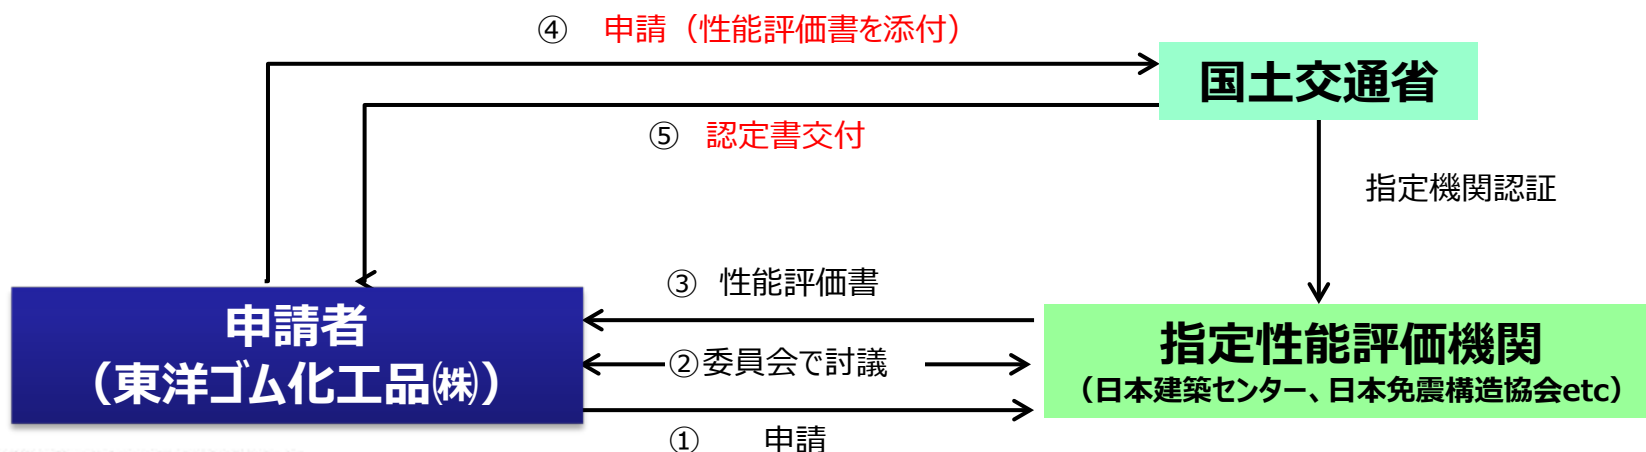 ④ 申請（性能評価書を添付）
国土交通省
⑤ 認定書交付
指定機関認証
③ 性能評価書
申請者
（東洋ゴム化工品㈱）
②委員会で討議
指定性能評価機関
（日本建築センター、日本免震構造協会etc）
① 申請